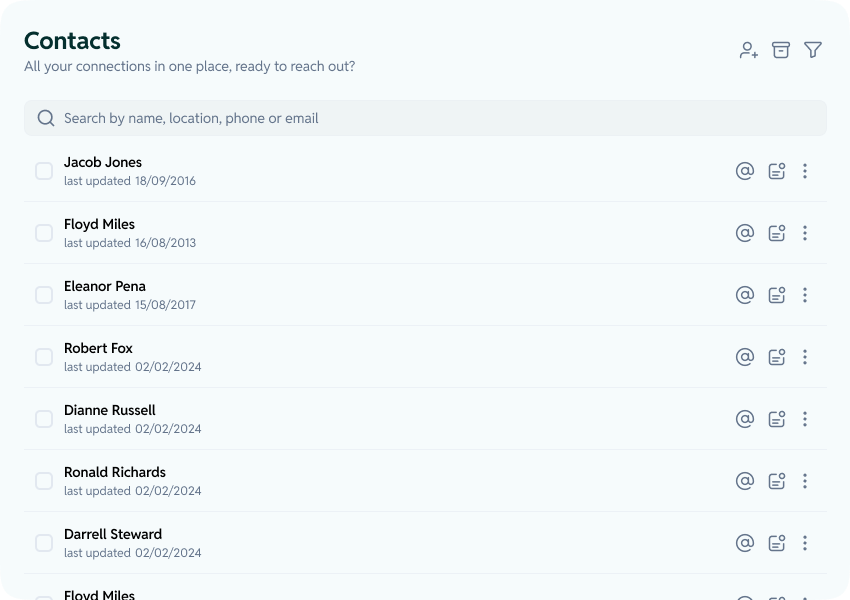 Contacts
All your connections in one place, ready to reach out?
Search by name, location, phone or email
Jacob Jones
last updated 18/09/2016
Floyd Miles
last updated 16/08/2013
Eleanor Pena
last updated 15/08/2017
Robert Fox
last updated 02/02/2024
Dianne Russell
last updated 02/02/2024
Ronald Richards
last updated 02/02/2024
Darrell Steward
last updated 02/02/2024
Floyd Miles